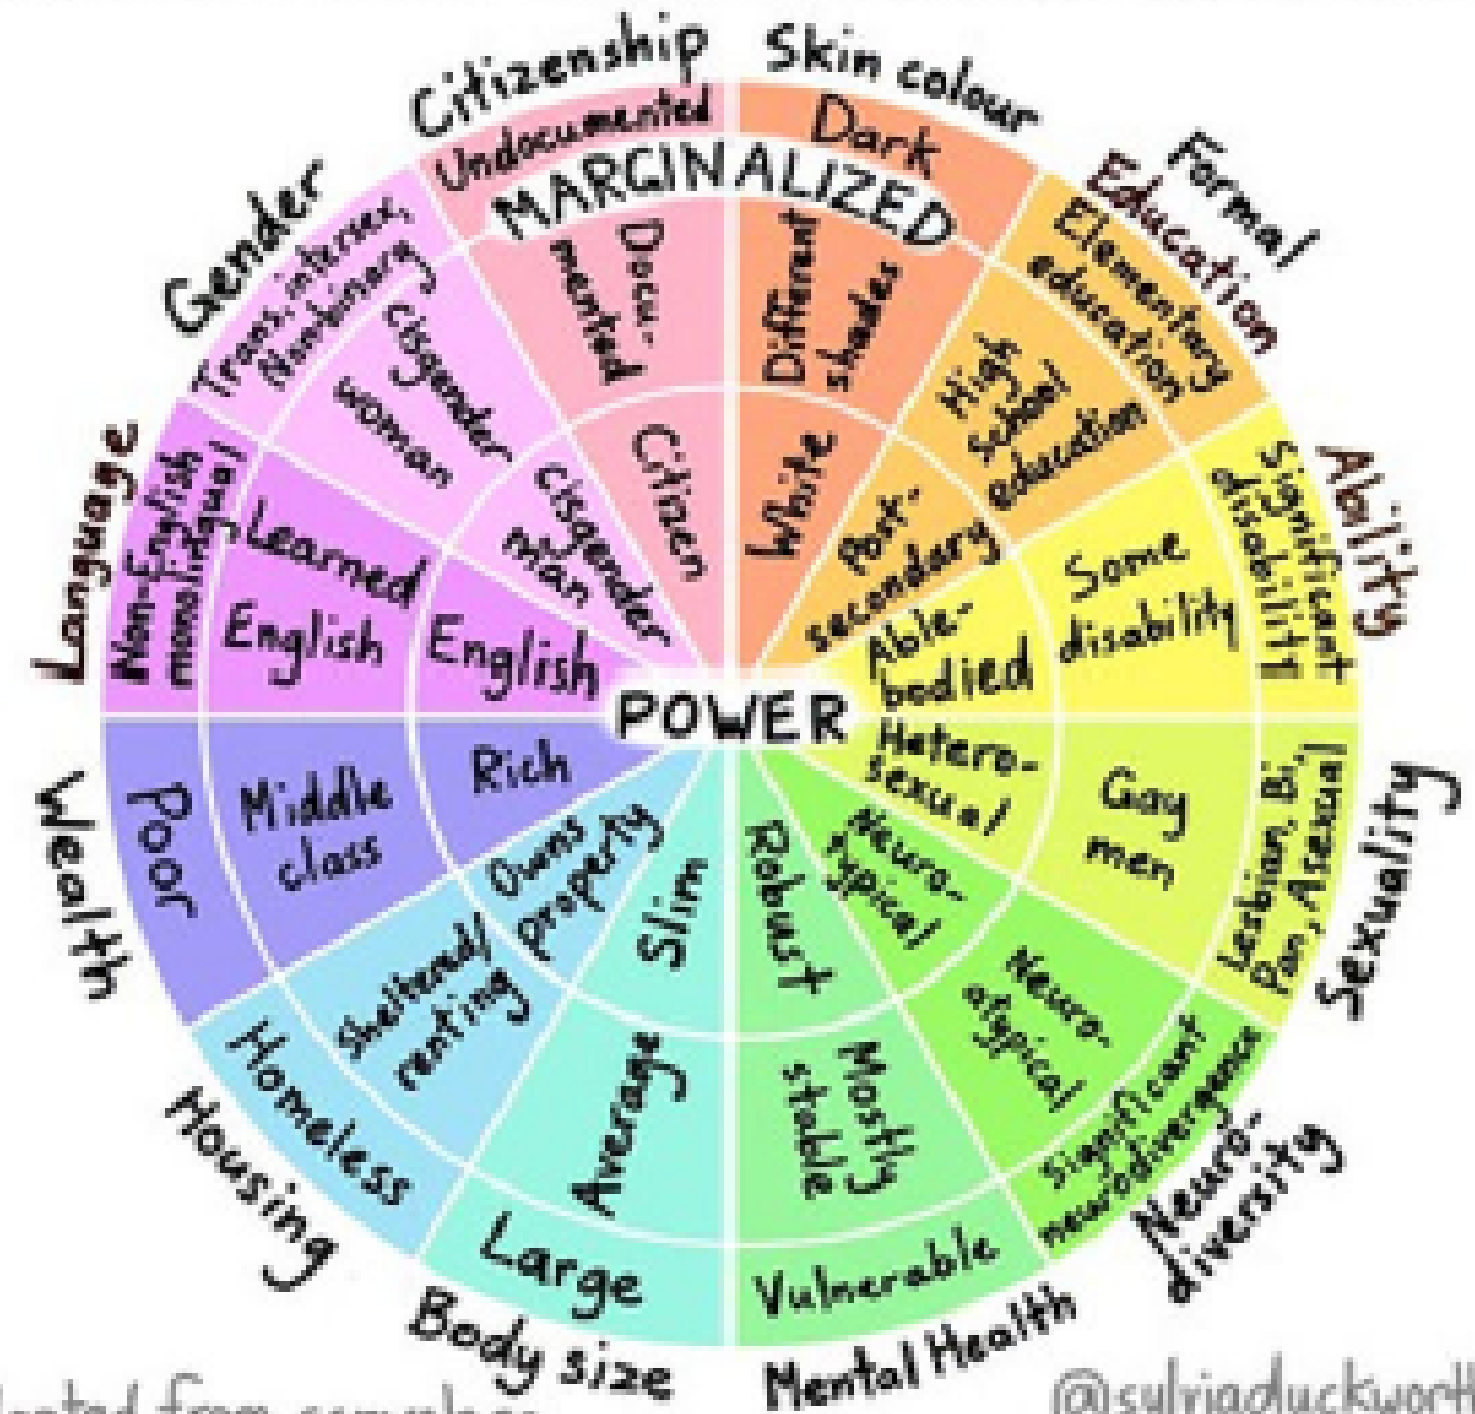 Citizenship
Undocumented
Docu-
mented
Citizen
Skin colour
Dark
Different
shades
White
Formal
Education
Elementary
education
High
school
education
Post-
secondary
Ability
Significant
disability
Some
disability
Able-
bodied
Sexuality
Lesbian, Bi,
Pan, Asexual
Gay
men
Hetero-
sexual
Neuro-
diversity
Significant
neurodivergence
Neuro-
atypical
Neuro-
typical
Mental Health
Vulnerable
Mostly
stable
Robust
Body size
Large
Average
Slim
Housing
Homeless
Sheltered/
renting
Owns
property
Wealth
Poor
Middle
class
Rich
Language
Non-English
monolingual
Learned
English
English
Gender
Trans, intersex,
Nonbinary
Cisgender
woman
Cisgender
man
MARGINALIZED
POWER
from
@sylviaduckworth